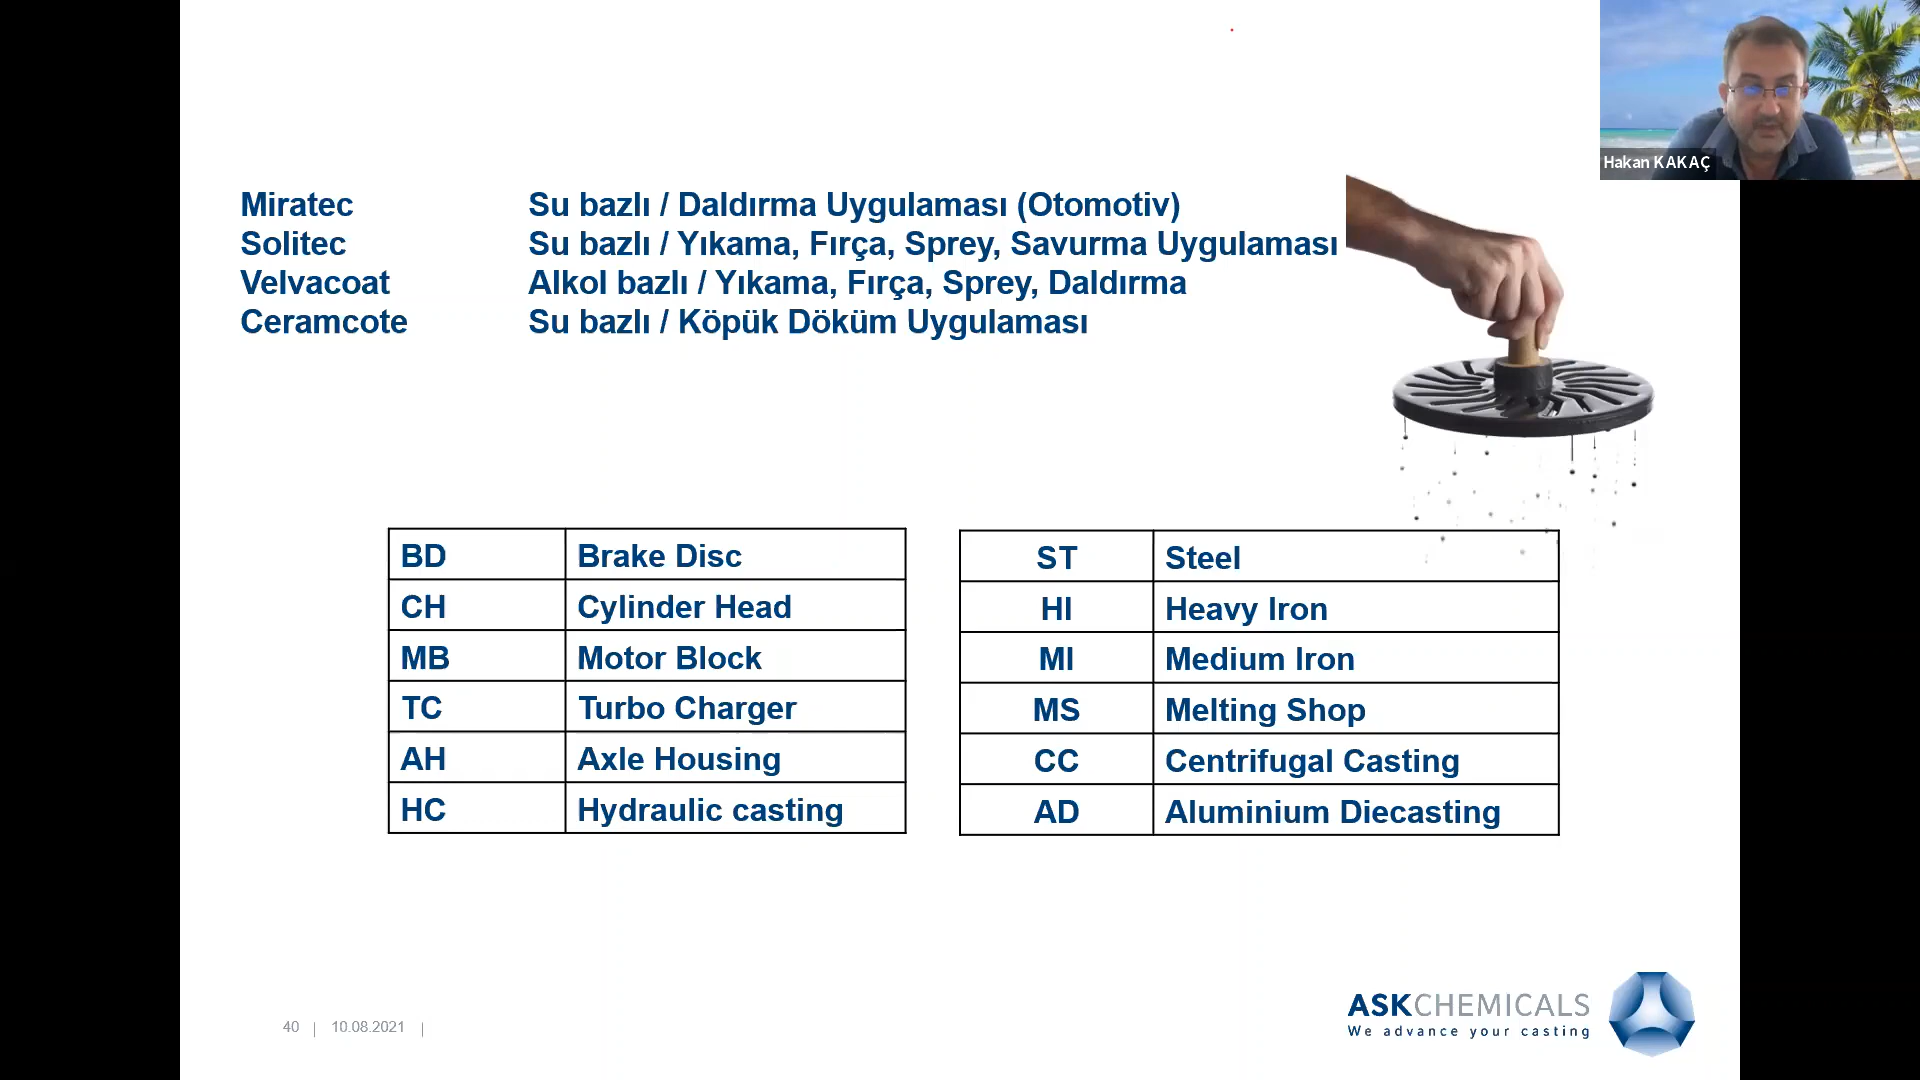 Hakan KAKAÇ
Miratec Su bazlı / Daldırma Uygulaması (Otomotiv)
Solitec Su bazlı / Yıkama, Fırça, Sprey, Savurma Uygulaması
Velvacoat Alkol bazlı / Yıkama, Fırça, Sprey, Daldırma
Ceramcote Su bazlı / Köpük Döküm Uygulaması
BD Brake Disc
CH Cylinder Head
MB Motor Block
TC Turbo Charger
AH Axle Housing
HC Hydraulic casting
ST Steel
HI Heavy Iron
MI Medium Iron
MS Melting Shop
CC Centrifugal Casting
AD Aluminium Diecasting
40 | 10.08.2021 |
ASKCHEMICALS
We advance your casting